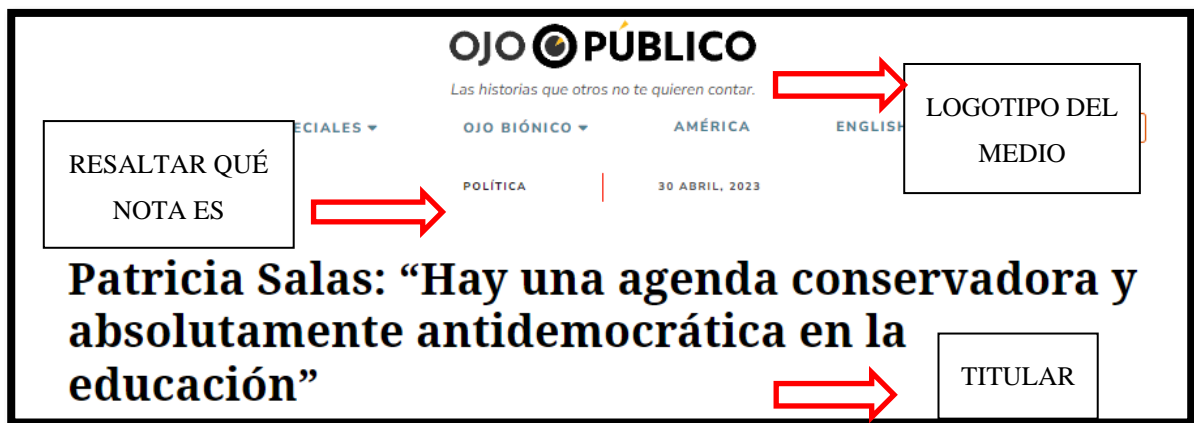 OJO PÚBLICO
Las historias que otros no te quieren contar.
LOGOTIPO DEL
MEDIO
ECIALES
OJO BIÓNICO
AMÉRICA
ENGLISH
RESALTAR QUÉ
NOTA ES
POLÍTICA
30 ABRIL, 2023
Patricia Salas: “Hay una agenda conservadora y
absolutamente antidemocrática en la
educación”
TITULAR